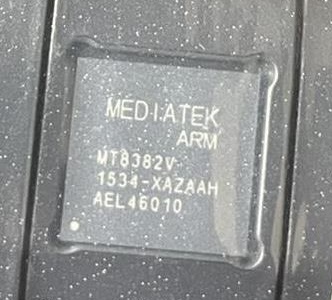 MEDIATEK
ARM
MT8382V
1534-XAZAAH
AEL46010